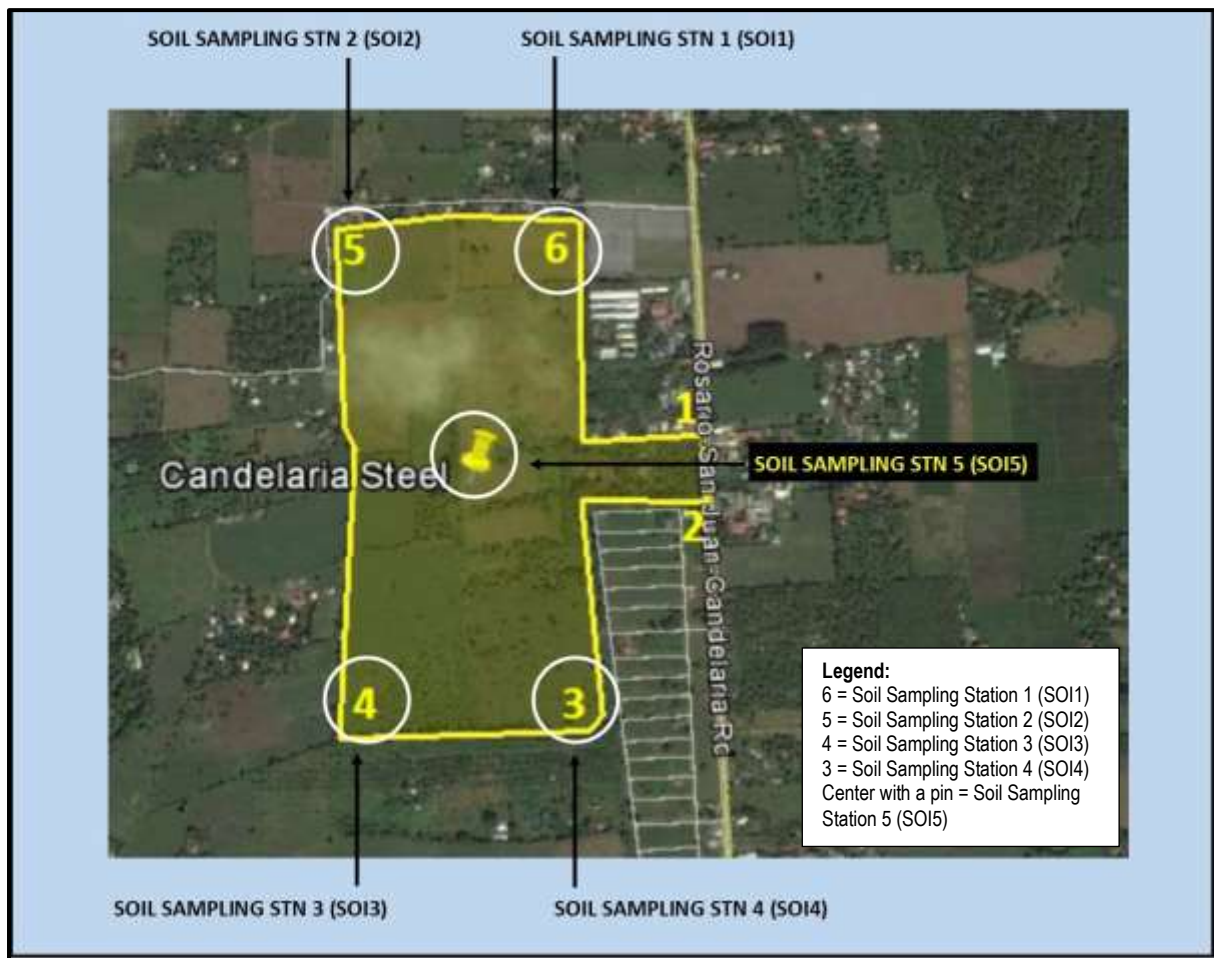 SOIL SAMPLING STN 2 (SOI2)
SOIL SAMPLING STN 1 (SOI1)
5
6
1
Rosario-San Juan-Candelaria Rd
SOIL SAMPLING STN 5 (SOI5)
Candelaria Steel
2
4
3
Legend:
6 = Soil Sampling Station 1 (SOI1)
5 = Soil Sampling Station 2 (SOI2)
4 = Soil Sampling Station 3 (SOI3)
3 = Soil Sampling Station 4 (SOI4)
Center with a pin = Soil Sampling
Station 5 (SOI5)
SOIL SAMPLING STN 3 (SOI3)
SOIL SAMPLING STN 4 (SOI4)